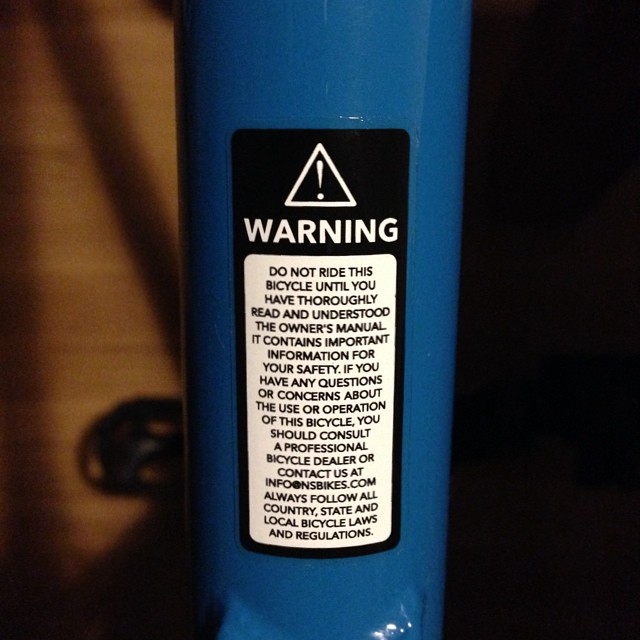 !
WARNING
DO NOT RIDE THIS
BICYCLE UNTIL YOU
HAVE THOROUGHLY
READ AND UNDERSTOOD
THE OWNER'S MANUAL.
IT CONTAINS IMPORTANT
INFORMATION FOR
YOUR SAFETY. IF YOU
HAVE ANY QUESTIONS
OR CONCERNS ABOUT
THE USE OR OPERATION
OF THIS BICYCLE, YOU
SHOULD CONSULT
A PROFESSIONAL
BICYCLE DEALER OR
CONTACT US AT
INFO@NSBIKES.COM
ALWAYS FOLLOW ALL
COUNTRY, STATE AND
LOCAL BICYCLE LAWS
AND REGULATIONS.